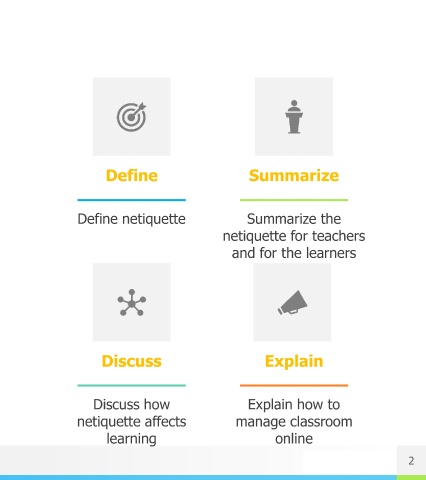 Define
Summarize
Define netiquette
Summarize the
netiquette for teachers
and for the learners
Discuss
Explain
Discuss how
netiquette affects
learning
Explain how to
manage classroom
online
2